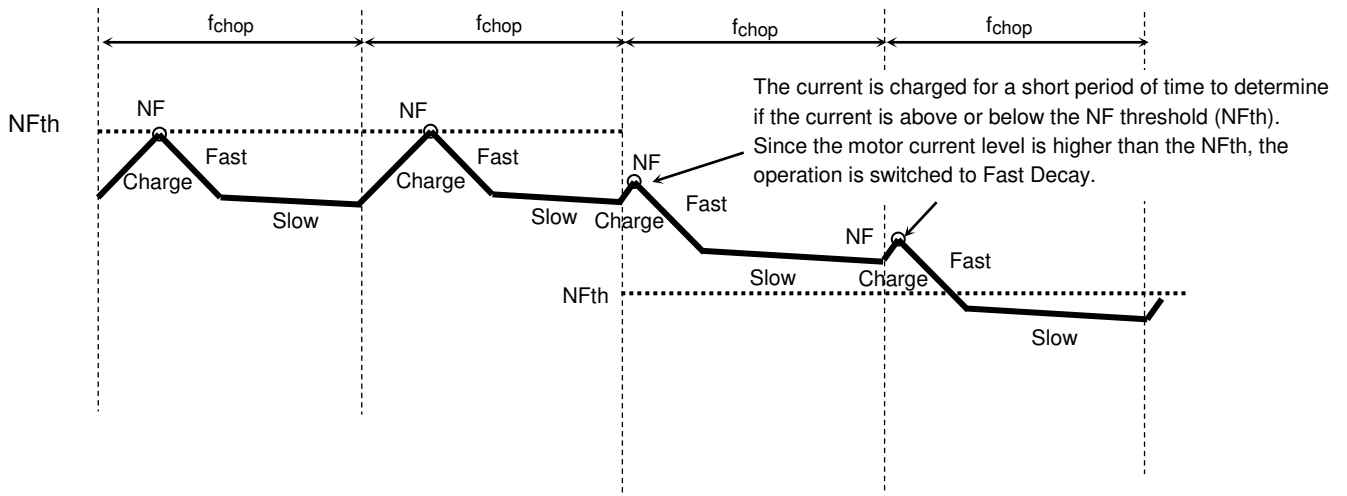 fchop fchop fchop fchop
The current is charged for a short period of time to determine
if the current is above or below the NF threshold (NFth).
Since the motor current level is higher than the NFth, the
operation is switched to Fast Decay.
NFth
NF
Charge
Fast
Slow
NF
Charge
Fast
Slow
NF
Charge
Fast
Slow
NF
Charge
Fast
Slow
NFth